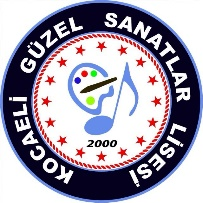 KOCAELİ GÜZEL SANATLAR LİSESİ
2000